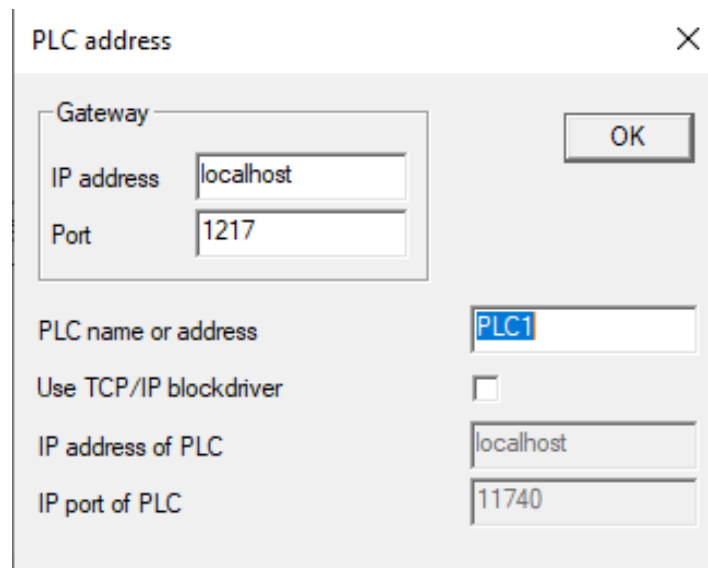 PLC address
Gateway
OK
IP address localhost
Port 1217
PLC name or address PLC1
Use TCP/IP blockdriver
IP address of PLC localhost
IP port of PLC 11740